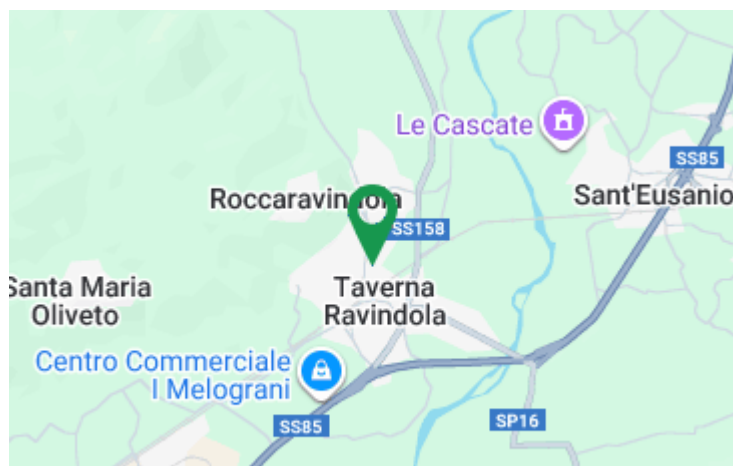 Le Cascate
SS85
Roccaravindola
Sant'Eusanio
SS158
Santa Maria
Oliveto
Taverna
Ravindola
Centro Commerciale
I Melograni
SS85
SP16